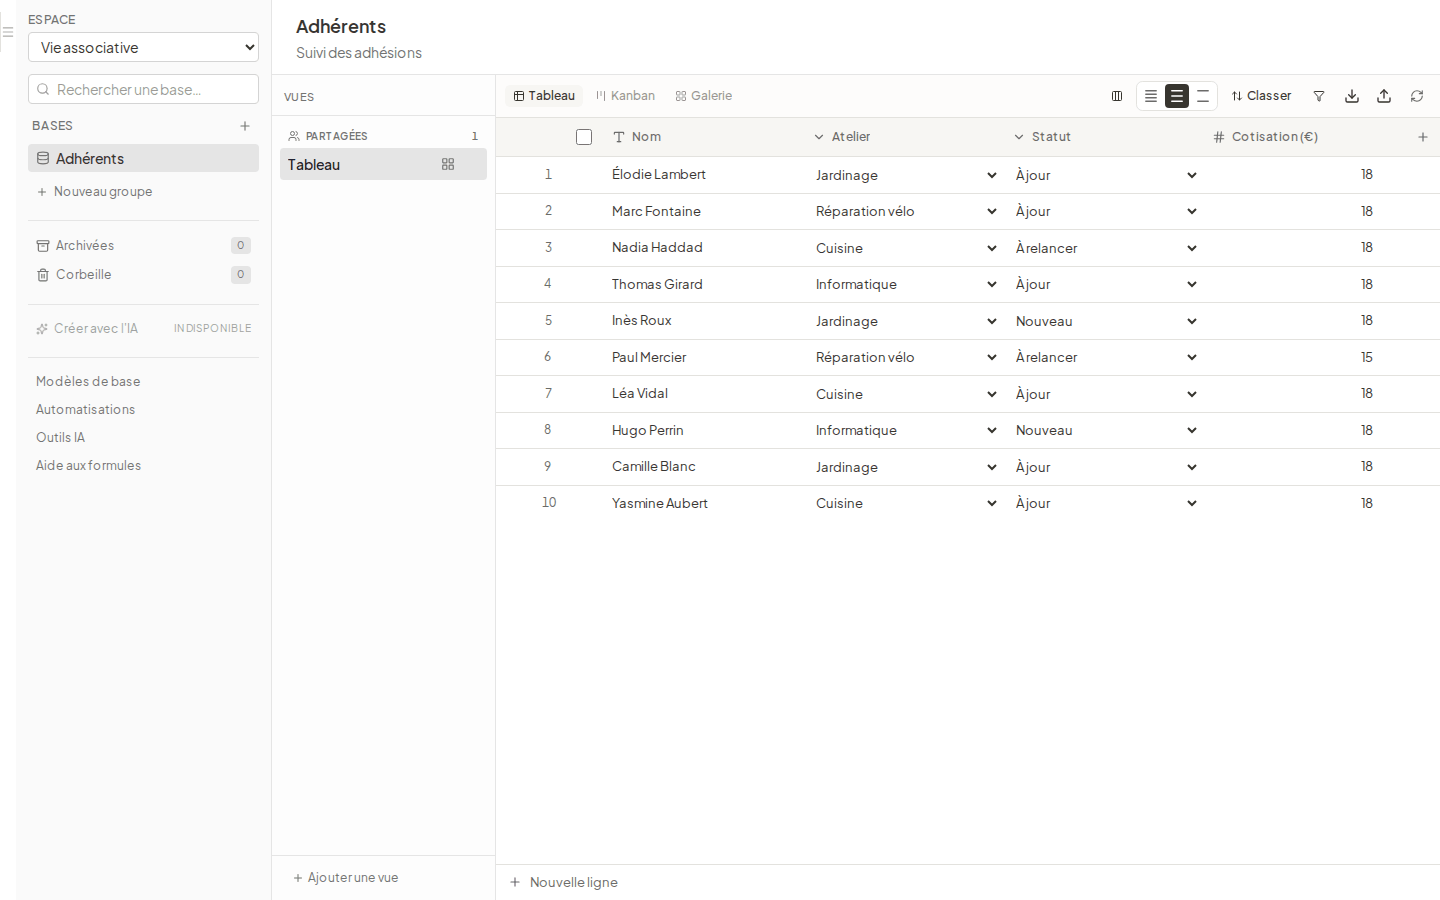 ESPACE
Vie associative
Rechercher une base...
BASES
Adhérents
Nouveau groupe
Archivées 0
Corbeille 0
Créer avec l'IA INDISPONIBLE
Modèles de base
Automatisations
Outils IA
Aide aux formules
Adhérents
Suivi des adhésions
VUES
PARTAGÉES 1
Tableau
Ajouter une vue
Tableau Kanban Galerie Classer
Nom Atelier Statut Cotisation (€)
1 Élodie Lambert Jardinage À jour 18
2 Marc Fontaine Réparation vélo À jour 18
3 Nadia Haddad Cuisine À relancer 18
4 Thomas Girard Informatique À jour 18
5 Inès Roux Jardinage Nouveau 18
6 Paul Mercier Réparation vélo À relancer 15
7 Léa Vidal Cuisine À jour 18
8 Hugo Perrin Informatique Nouveau 18
9 Camille Blanc Jardinage À jour 18
10 Yasmine Aubert Cuisine À jour 18
Nouvelle ligne